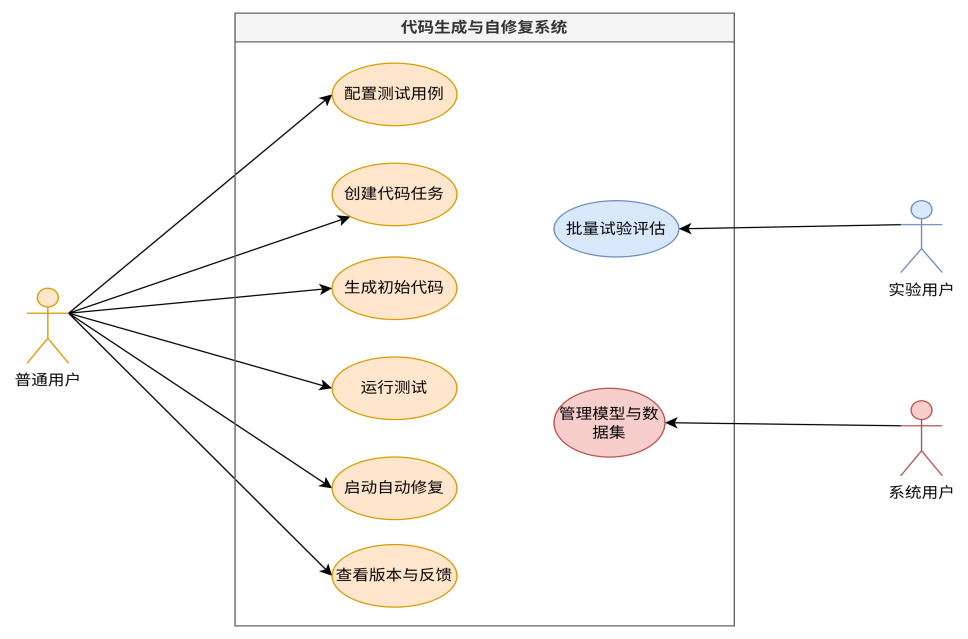 代码生成与自修复系统
配置测试用例
创建代码任务
生成初始代码
运行测试
启动自动修复
查看版本与反馈
普通用户
批量试验评估
管理模型与数
据集
实验用户
系统用户